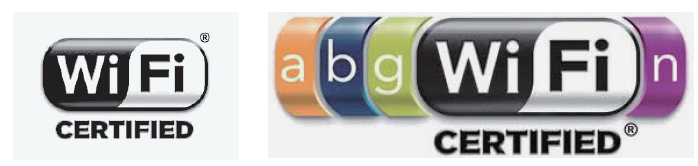 Wi Fi®
CERTIFIED
a b g Wi Fi n
CERTIFIED®